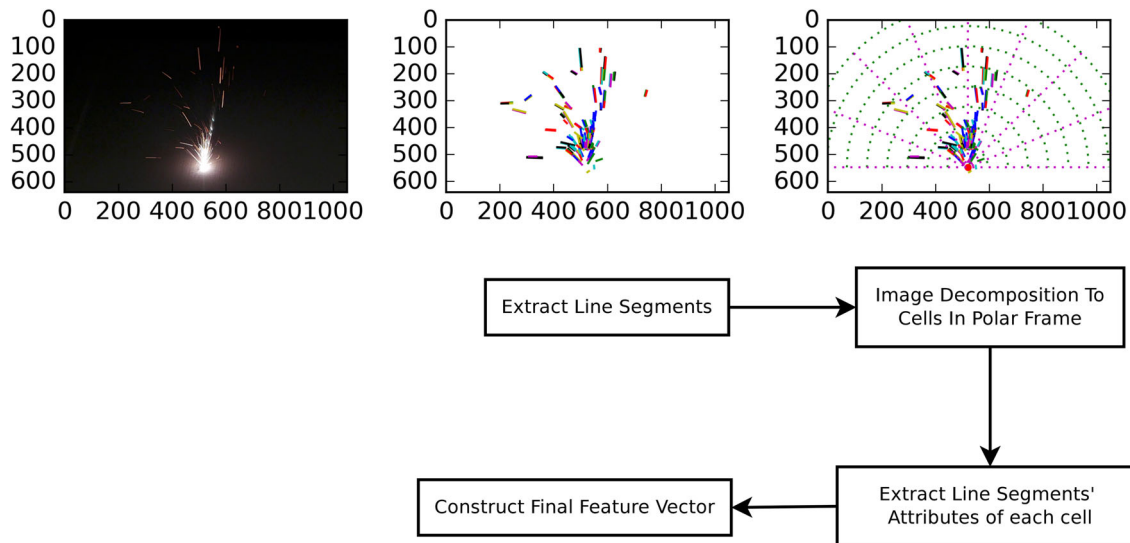 0
100
200
300
400
500
600
0 200 400 600 8001000
0
100
200
300
400
500
600
0 200 400 600 8001000
0
100
200
300
400
500
600
0 200 400 600 8001000
Extract Line Segments
Image Decomposition To
Cells In Polar Frame
Construct Final Feature Vector
Extract Line Segments'
Attributes of each cell